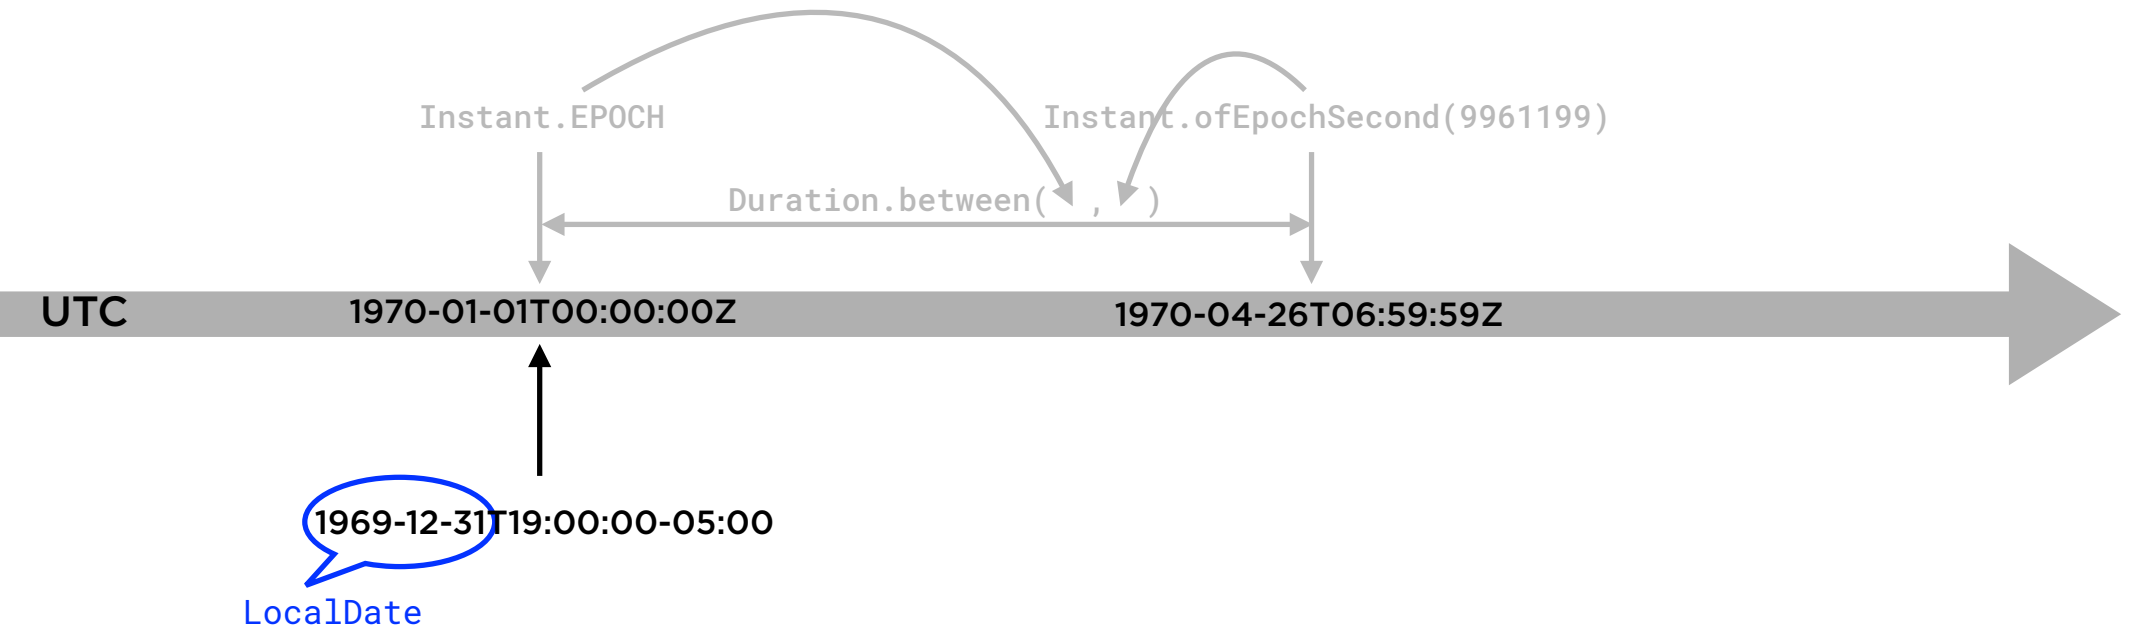 Instant.EPOCH
Instant.ofEpochSecond(9961199)
Duration.between( , )
UTC
1970-01-01T00:00:00Z
1970-04-26T06:59:59Z
1969-12-31T19:00:00-05:00
LocalDate